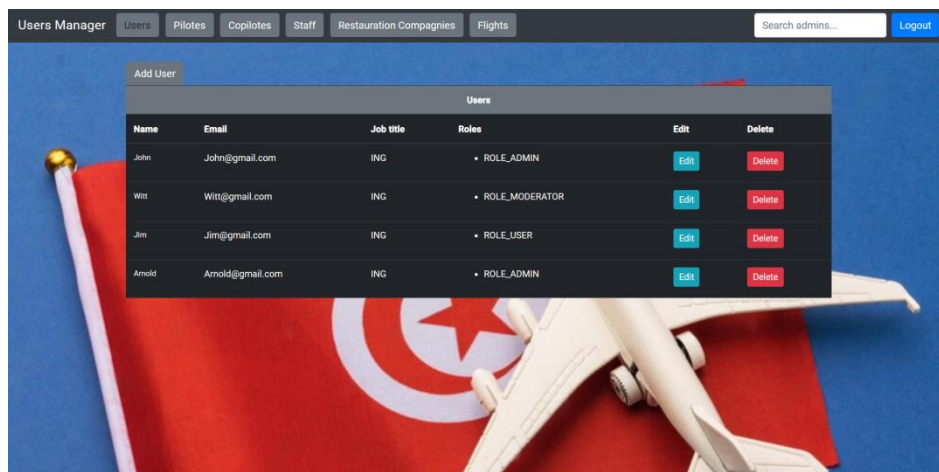 Users Manager Users Pilotes Copilotes Staff Restauration Compagnies Flights Search admins... Logout
Add User
Users
Name Email Job title Roles Edit Delete
John John@gmail.com ING • ROLE_ADMIN Edit Delete
Witt Witt@gmail.com ING • ROLE_MODERATOR Edit Delete
Jim Jim@gmail.com ING • ROLE_USER Edit Delete
Arnold Arnold@gmail.com ING • ROLE_ADMIN Edit Delete